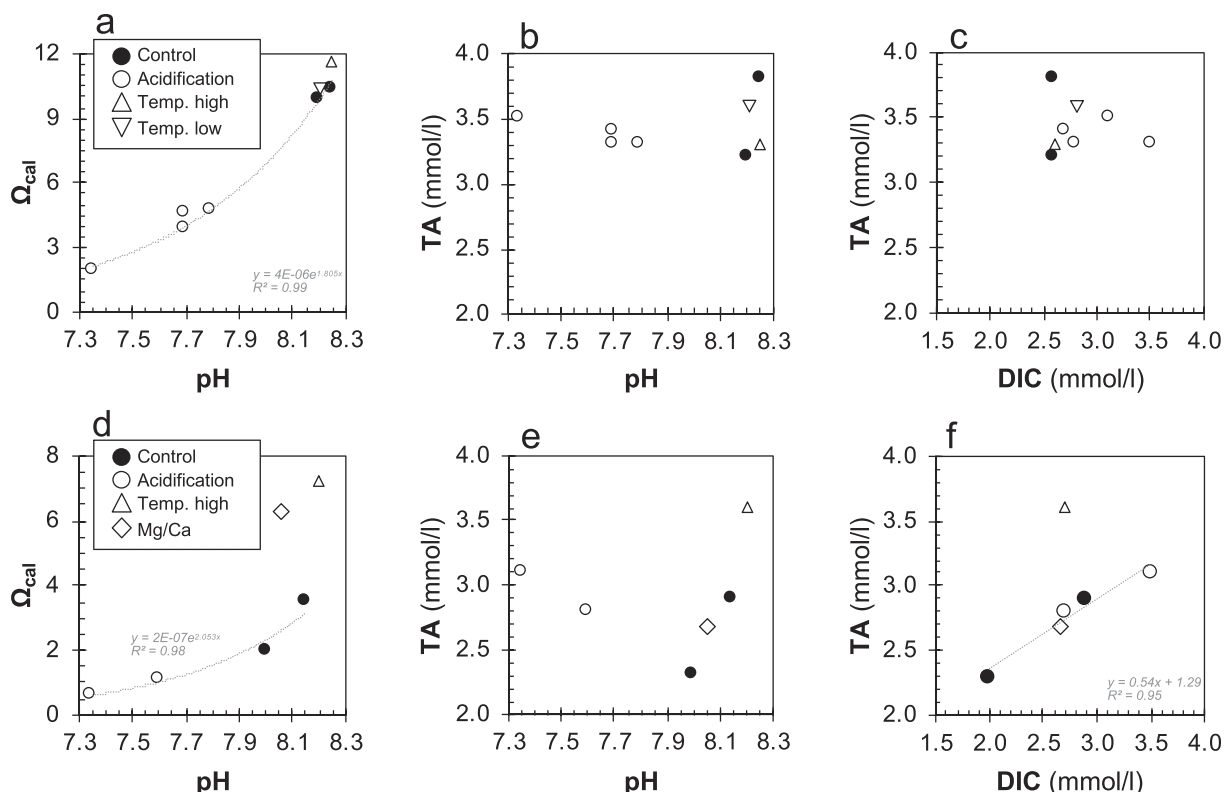 a
12
9
6
3
0
Ωcal
Control
Acidification
Temp. high
Temp. low
y = 4E-06e1.805x
R² = 0.99
7.3 7.5 7.7 7.9 8.1 8.3
pH
b
4.0
3.5
3.0
2.5
2.0
TA (mmol/l)
7.3 7.5 7.7 7.9 8.1 8.3
pH
c
4.0
3.5
3.0
2.5
2.0
TA (mmol/l)
1.5 2.0 2.5 3.0 3.5 4.0
DIC (mmol/l)
d
8
6
4
2
0
Ωcal
Control
Acidification
Temp. high
Mg/Ca
y = 2E-07e2.053x
R² = 0.98
7.3 7.5 7.7 7.9 8.1 8.3
pH
e
4.0
3.5
3.0
2.5
2.0
TA (mmol/l)
7.3 7.5 7.7 7.9 8.1 8.3
pH
f
4.0
3.5
3.0
2.5
2.0
TA (mmol/l)
y = 0.54x + 1.29
R² = 0.95
1.5 2.0 2.5 3.0 3.5 4.0
DIC (mmol/l)